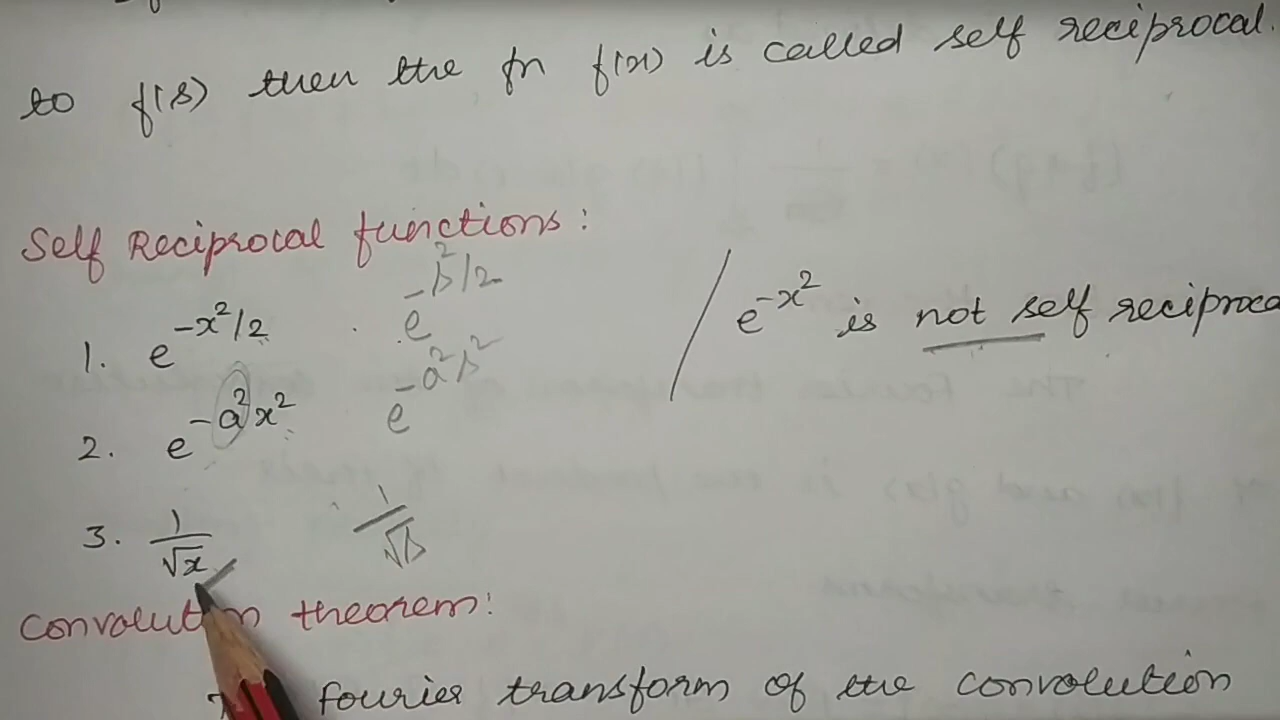 to f(s) then the fn f(x) is called self reciprocal.
Self Reciprocal functions:
1. e^{-x²/2} e^{-s²/2}
/ e^{-x²} is not self reciproca
2. e^{-a²x²} e^{-a²s²}
3. 1/√x 1/√s
Convolution theorem:
fourier transform of the convolution